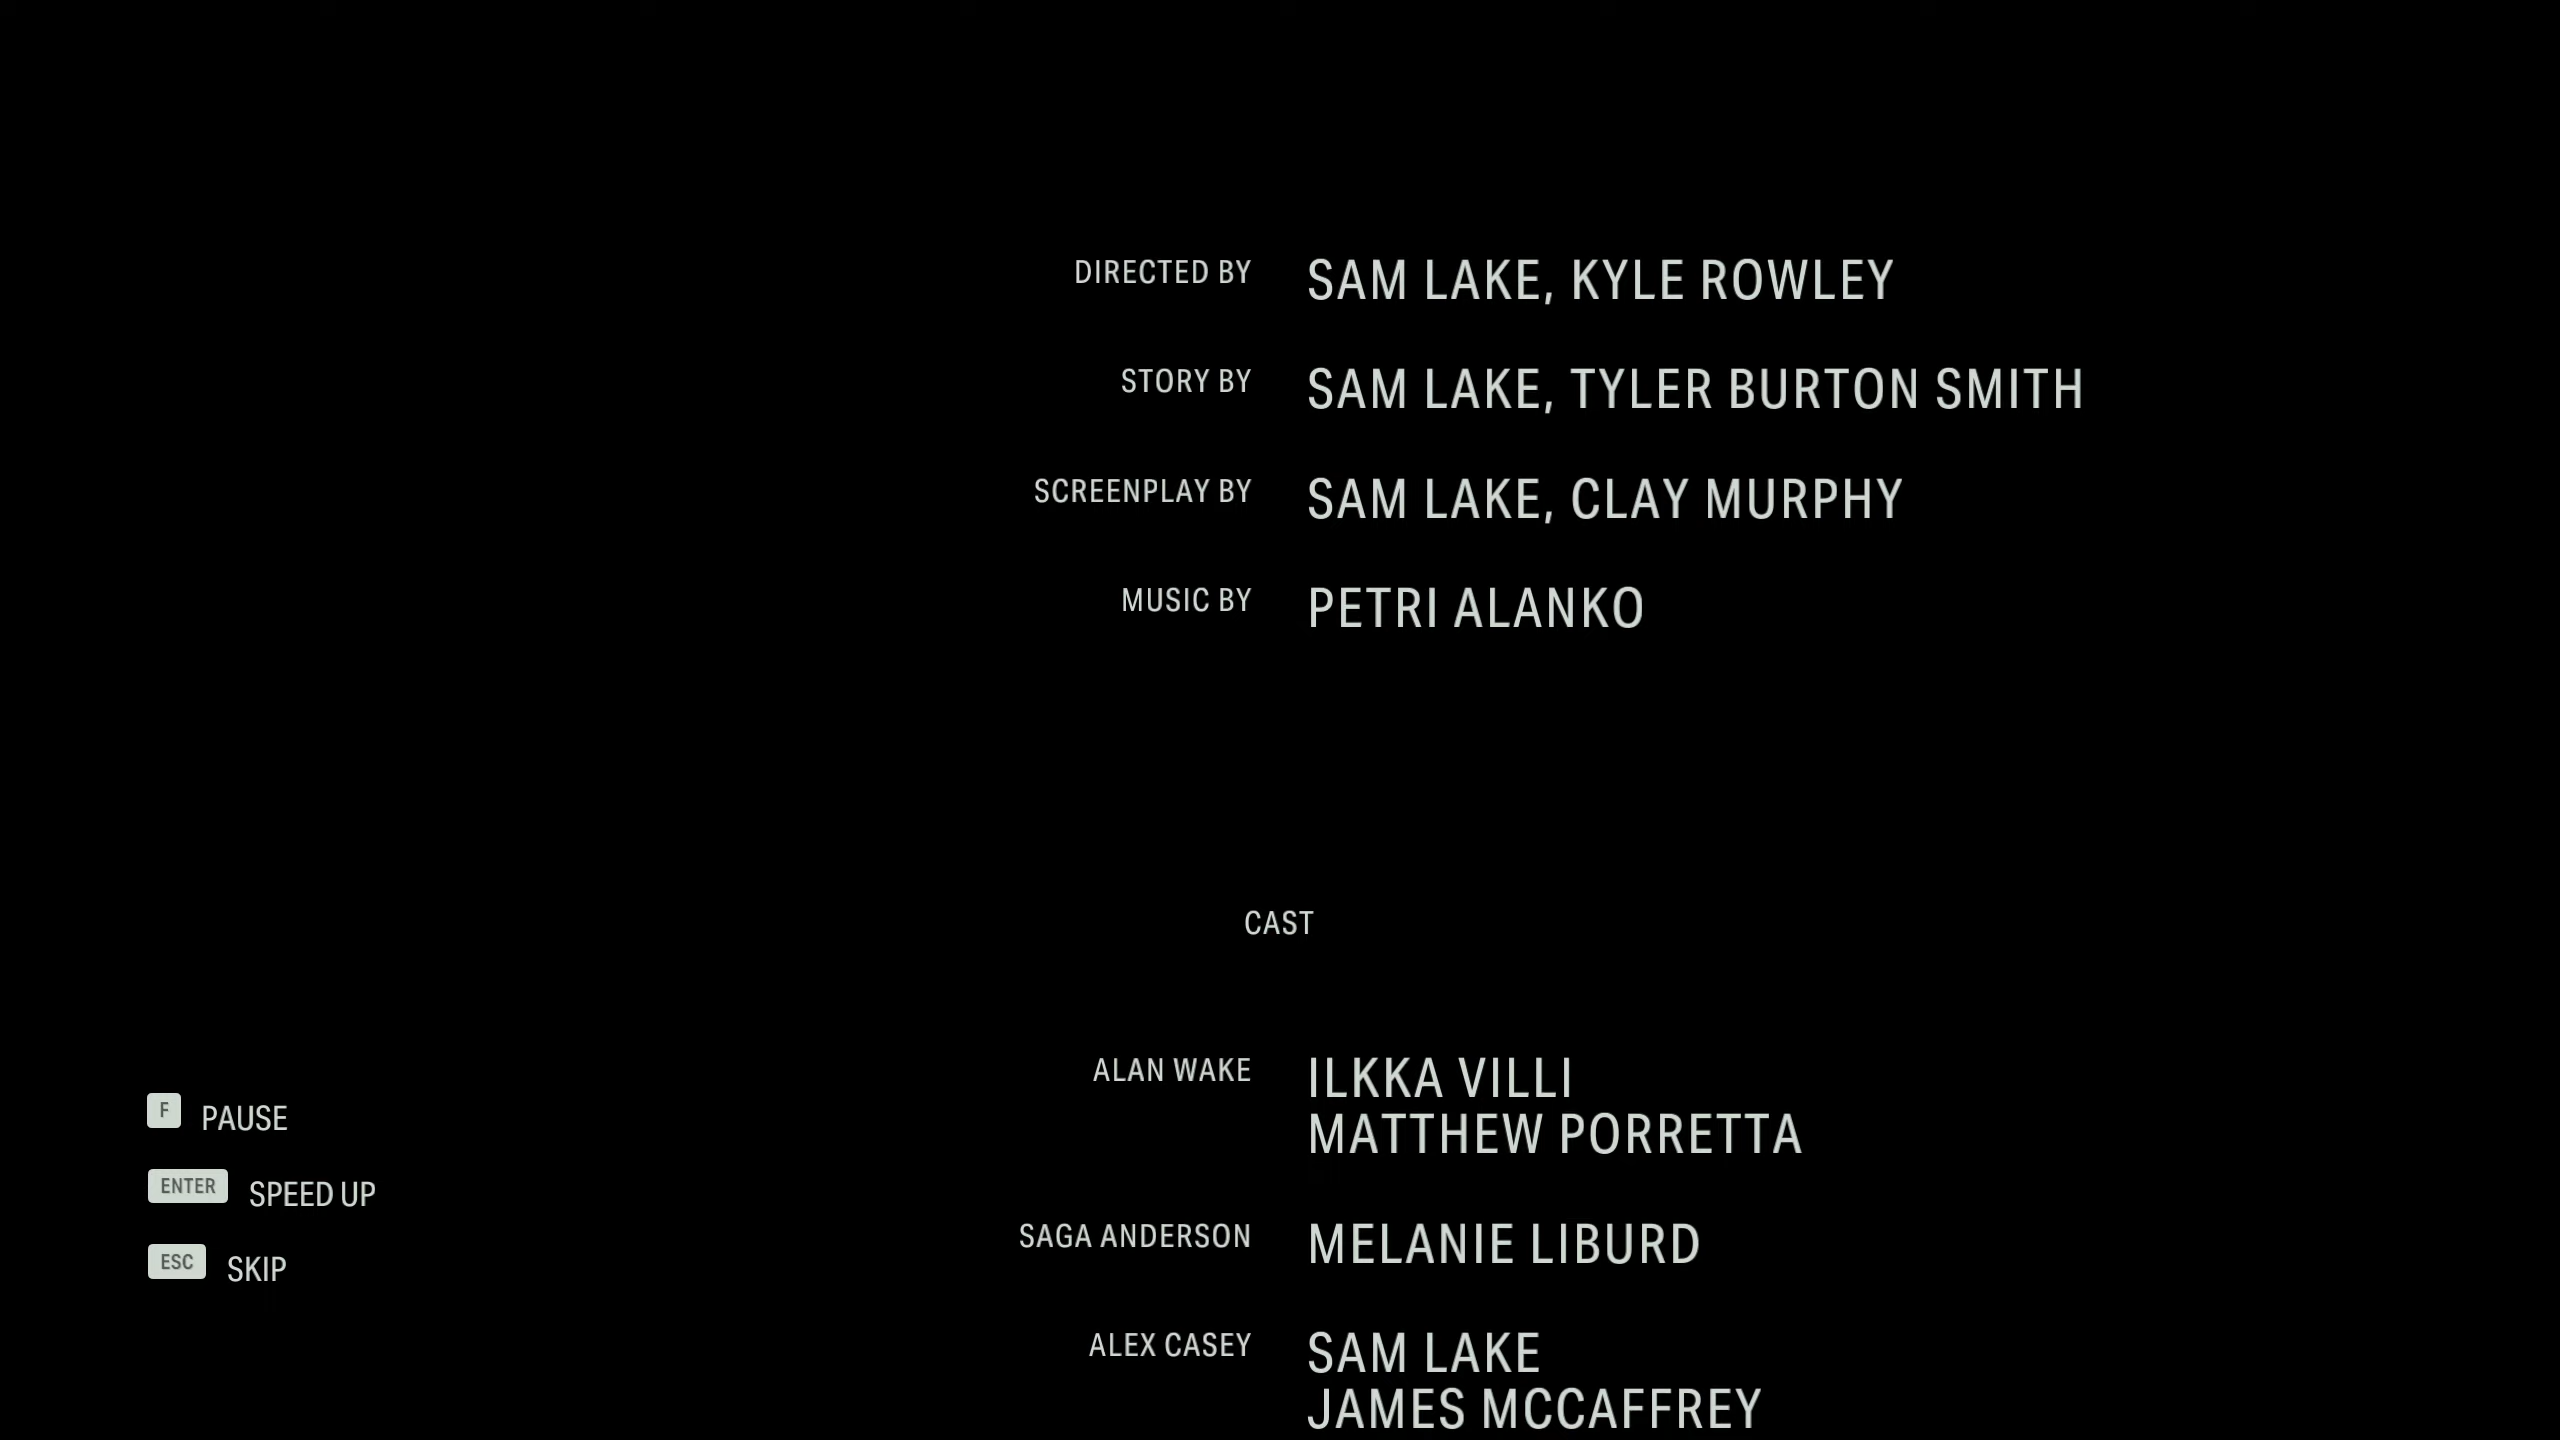 DIRECTED BY SAM LAKE, KYLE ROWLEY
STORY BY SAM LAKE, TYLER BURTON SMITH
SCREENPLAY BY SAM LAKE, CLAY MURPHY
MUSIC BY PETRI ALANKO
CAST
ALAN WAKE ILKKA VILLI
MATTHEW PORRETTA
SAGA ANDERSON MELANIE LIBURD
ALEX CASEY SAM LAKE
JAMES MCCAFFREY
F PAUSE
ENTER SPEED UP
ESC SKIP